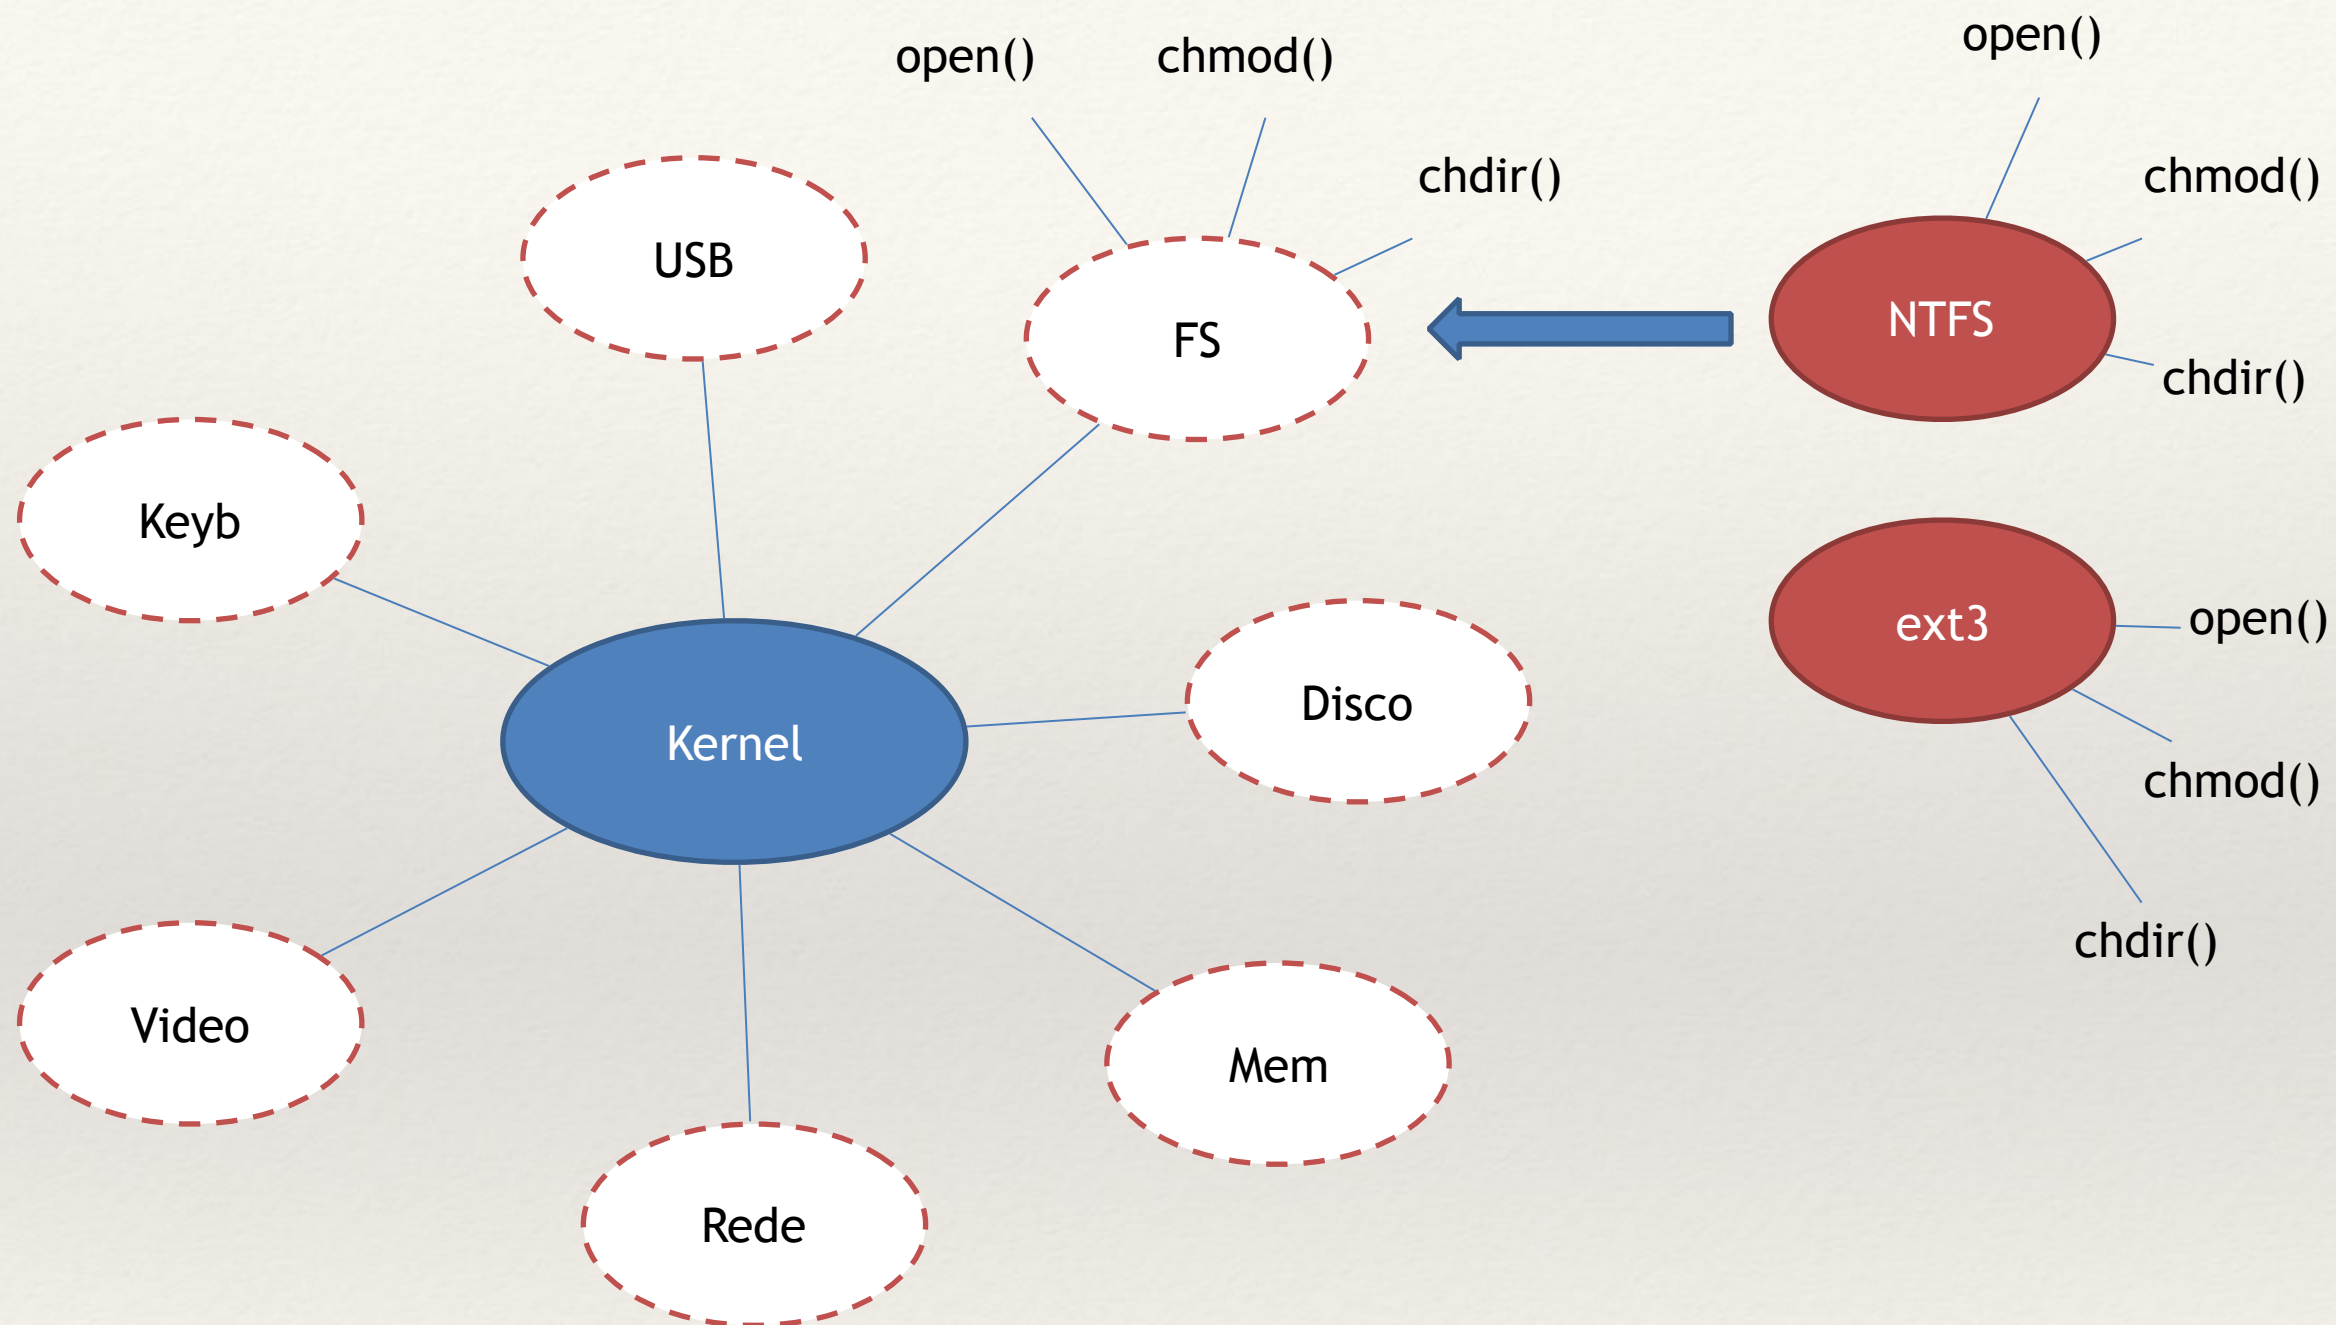 open()
open()
chmod()
chdir()
chmod()
USB
FS
NTFS
chdir()
Keyb
ext3
open()
Disco
Kernel
chmod()
chdir()
Video
Mem
Rede